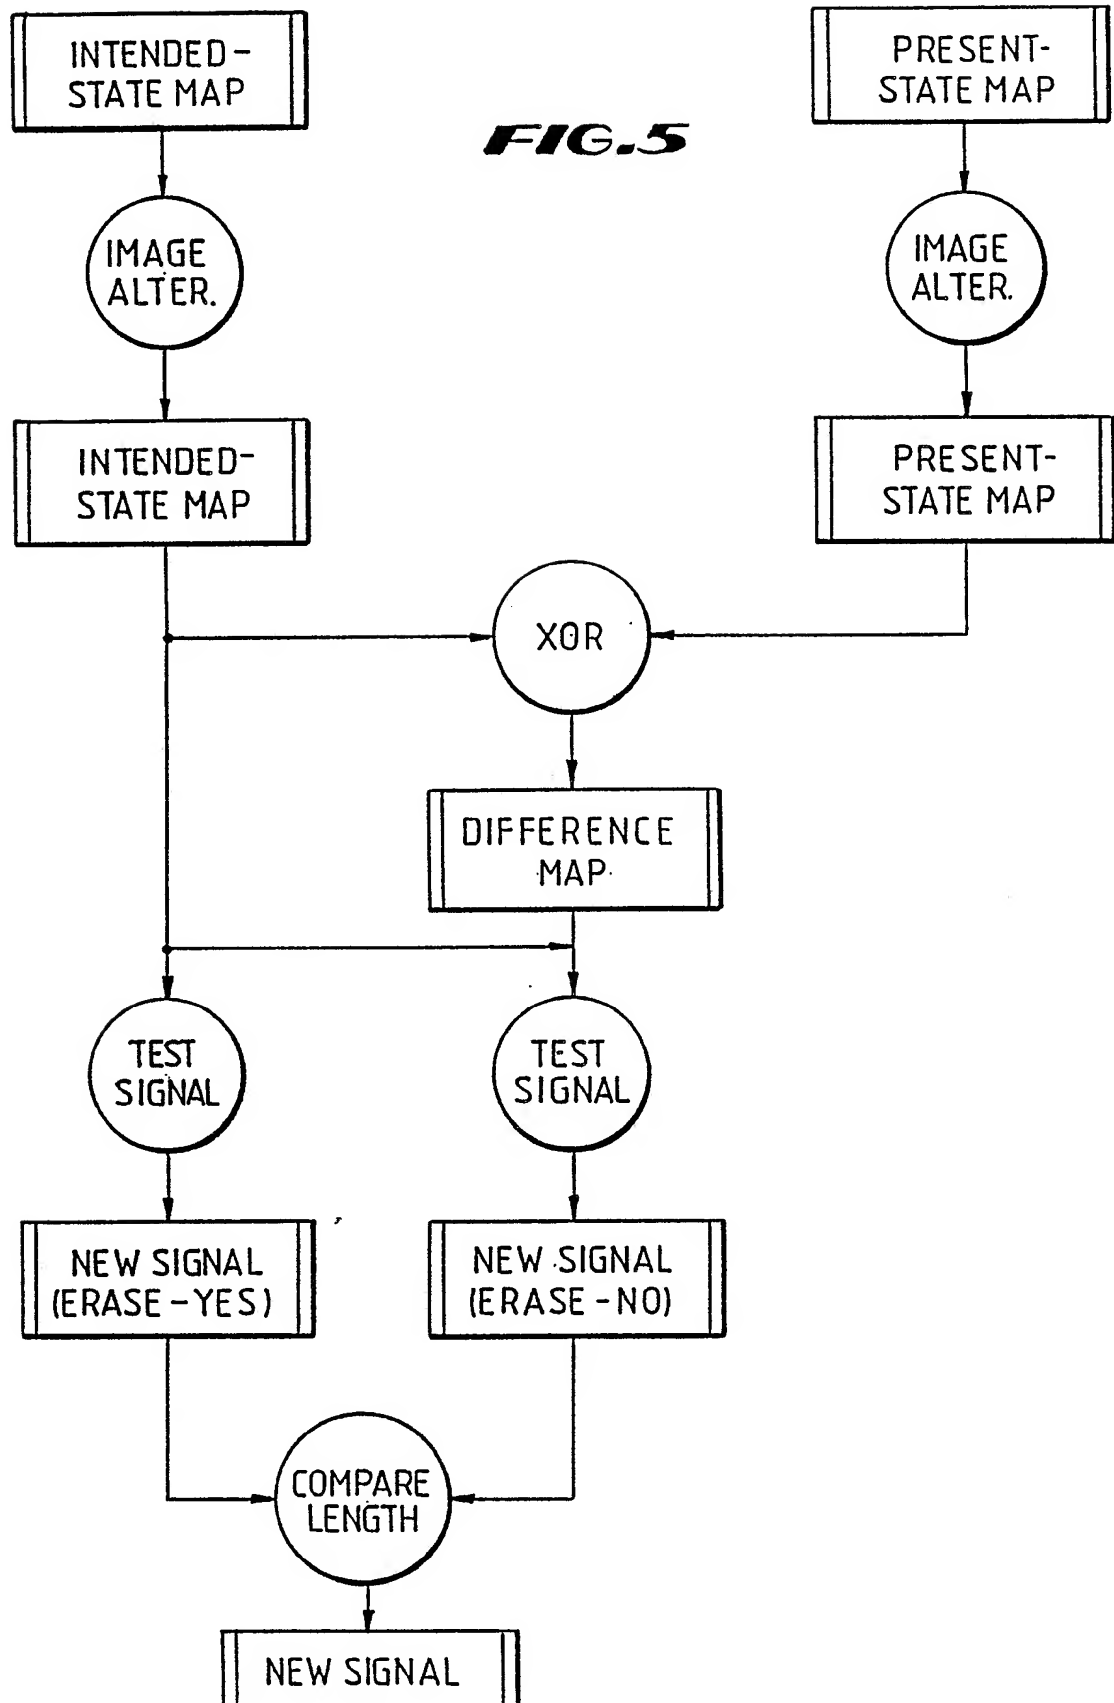 INTENDED-
STATE MAP
PRESENT-
STATE MAP
FIG.5
IMAGE
ALTER.
IMAGE
ALTER.
INTENDED-
STATE MAP
PRESENT-
STATE MAP
XOR
DIFFERENCE
MAP
TEST
SIGNAL
TEST
SIGNAL
NEW SIGNAL
(ERASE-YES)
NEW SIGNAL
(ERASE-NO)
COMPARE
LENGTH
NEW SIGNAL